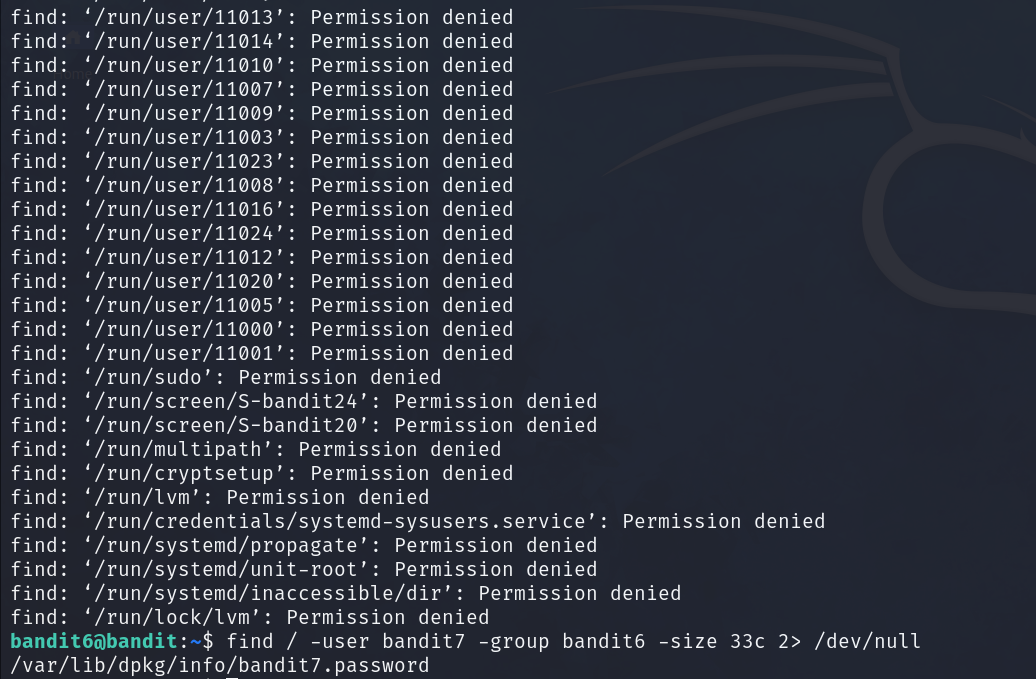 find: ‘/run/user/11013’: Permission denied
find: ‘/run/user/11014’: Permission denied
find: ‘/run/user/11010’: Permission denied
find: ‘/run/user/11007’: Permission denied
find: ‘/run/user/11009’: Permission denied
find: ‘/run/user/11003’: Permission denied
find: ‘/run/user/11023’: Permission denied
find: ‘/run/user/11008’: Permission denied
find: ‘/run/user/11016’: Permission denied
find: ‘/run/user/11024’: Permission denied
find: ‘/run/user/11012’: Permission denied
find: ‘/run/user/11020’: Permission denied
find: ‘/run/user/11005’: Permission denied
find: ‘/run/user/11000’: Permission denied
find: ‘/run/user/11001’: Permission denied
find: ‘/run/sudo’: Permission denied
find: ‘/run/screen/S-bandit24’: Permission denied
find: ‘/run/screen/S-bandit20’: Permission denied
find: ‘/run/multipath’: Permission denied
find: ‘/run/cryptsetup’: Permission denied
find: ‘/run/lvm’: Permission denied
find: ‘/run/credentials/systemd-sysusers.service’: Permission denied
find: ‘/run/systemd/propagate’: Permission denied
find: ‘/run/systemd/unit-root’: Permission denied
find: ‘/run/systemd/inaccessible/dir’: Permission denied
find: ‘/run/lock/lvm’: Permission denied
bandit6@bandit:~$ find / -user bandit7 -group bandit6 -size 33c 2> /dev/null
/var/lib/dpkg/info/bandit7.password